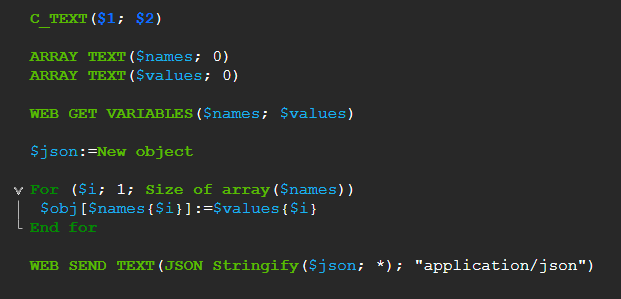 C_TEXT($1; $2)
ARRAY TEXT($names; 0)
ARRAY TEXT($values; 0)
WEB GET VARIABLES($names; $values)
$json:=New object
For ($i; 1; Size of array($names))
$obj[$names{$i}]:=$values{$i}
End for
WEB SEND TEXT(JSON Stringify($json; *); "application/json")